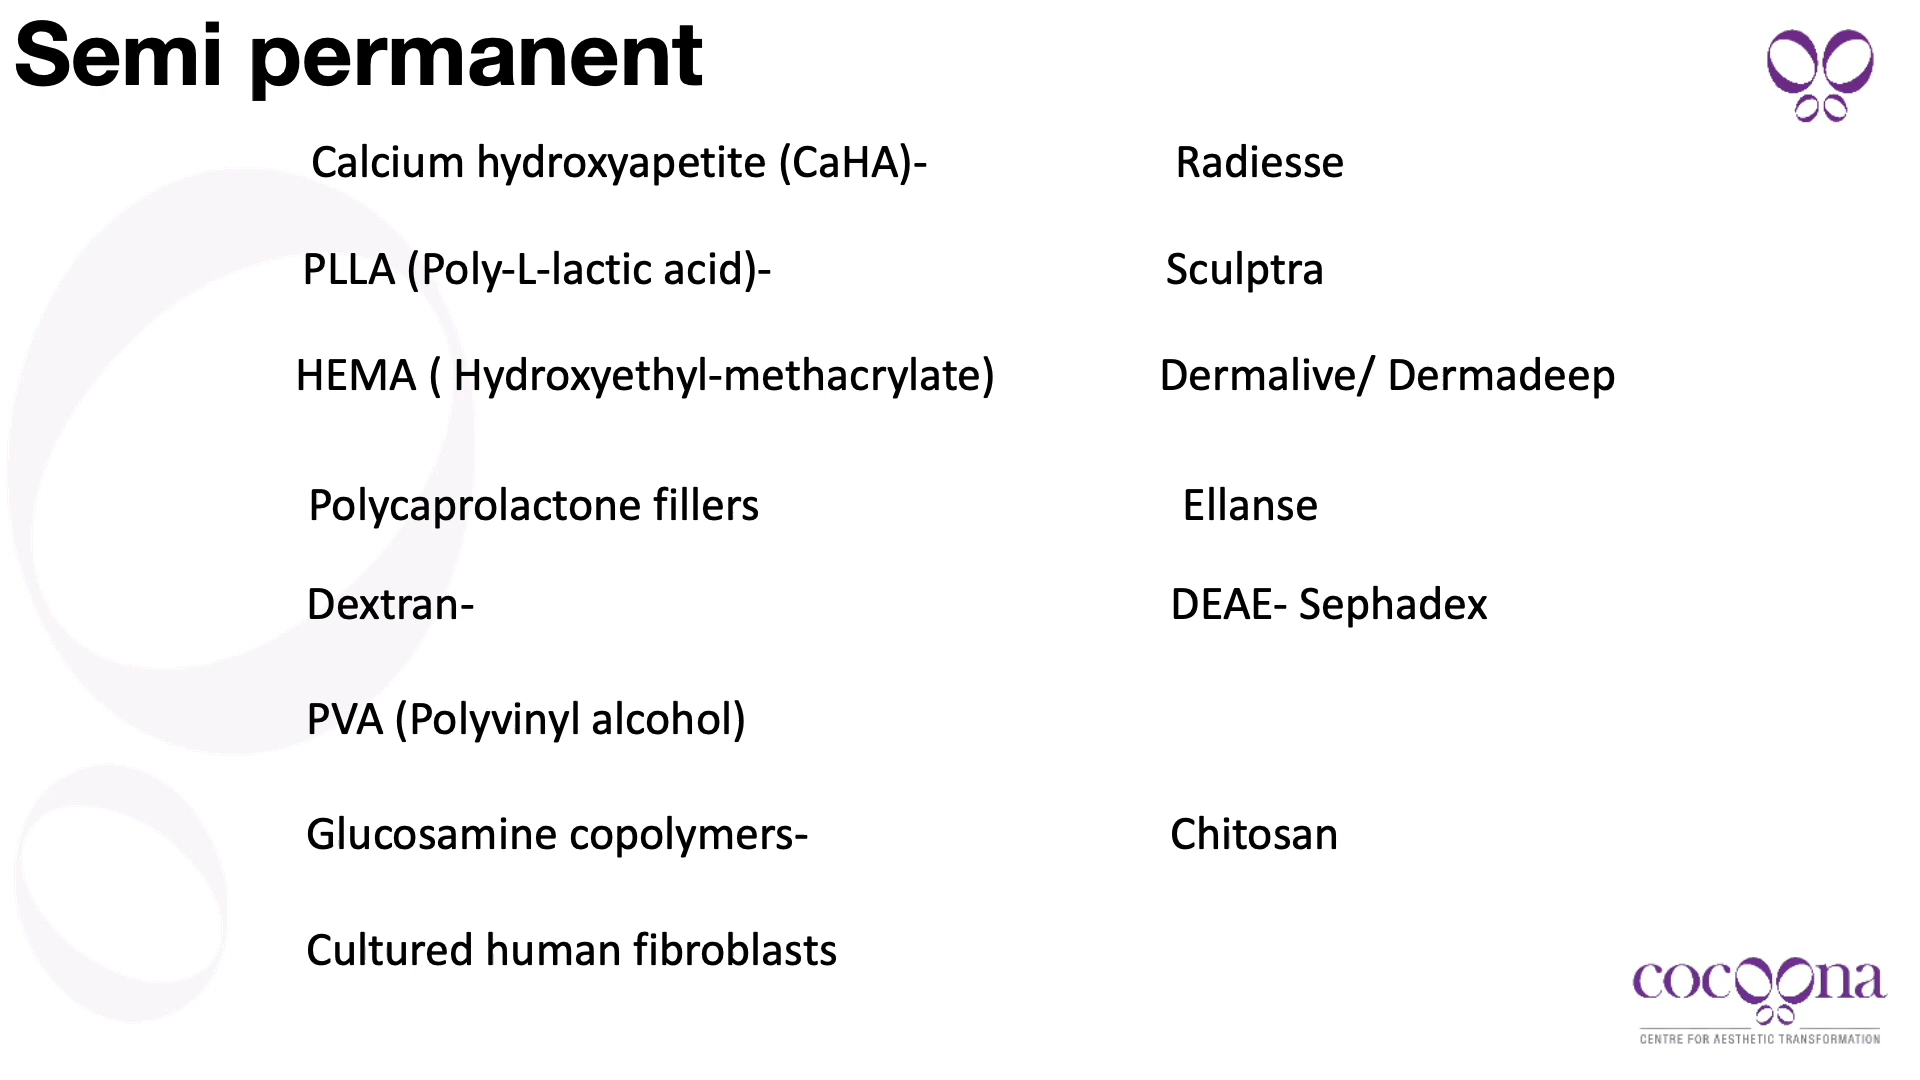 Semi permanent
Calcium hydroxyapetite (CaHA)- Radiesse
PLLA (Poly-L-lactic acid)- Sculptra
HEMA ( Hydroxyethyl-methacrylate) Dermalive/ Dermadeep
Polycaprolactone fillers Ellanse
Dextran- DEAE- Sephadex
PVA (Polyvinyl alcohol)
Glucosamine copolymers- Chitosan
Cultured human fibroblasts
cocoona
CENTRE FOR AESTHETIC TRANSFORMATION